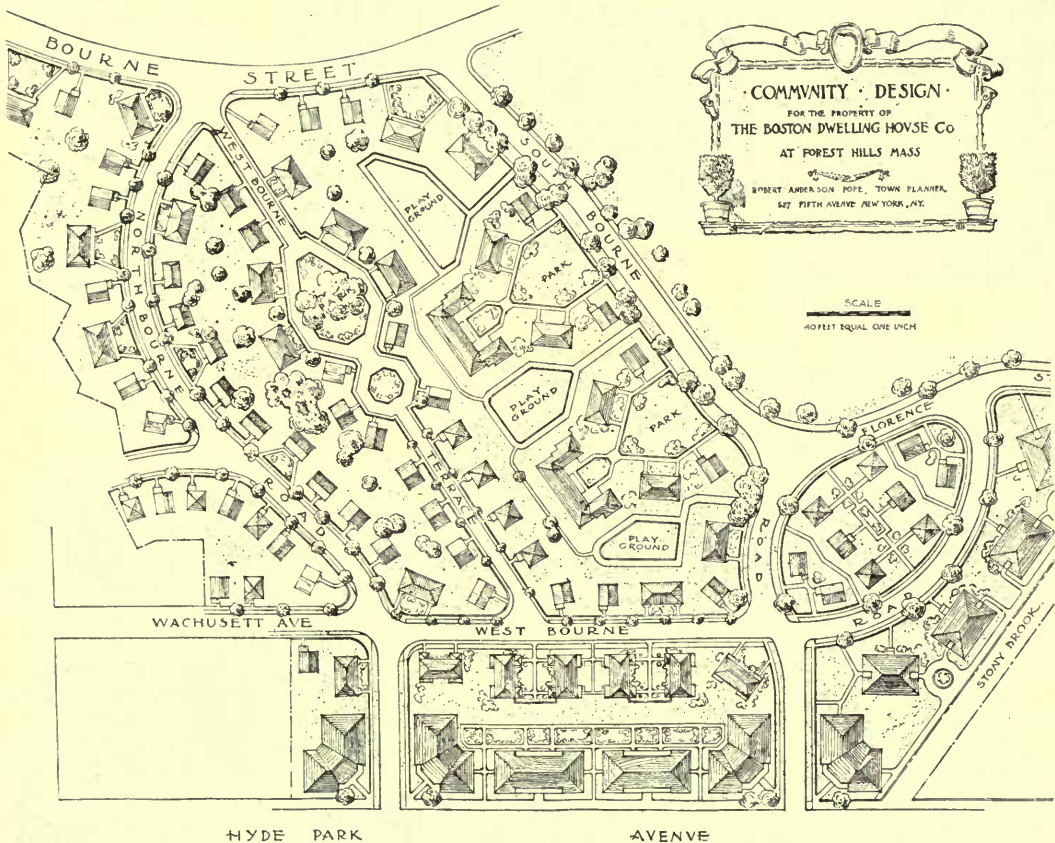 BOURNE STREET
COMMVNITY · DESIGN ·
FOR THE PROPERTY OF
THE BOSTON DWELLING HOVSE Co
AT FOREST HILLS MASS
ROBERT ANDERSON POPE, TOWN PLANNER,
527 FIFTH AVENVE NEW YORK, N.Y.
SCALE
40 FEET EQUAL ONE INCH
WEST BOURNE
TERRACE
NORTH BOURNE
ROAD
SOUTH BOURNE
ROAD
PLAY GROUND
PARK
PARK
PLAY GROUND
PARK
PLAY GROUND
FLORENCE
S
ROAD
STONY BROOK
WACHUSETT AVE
WEST BOURNE
HYDE PARK AVENVE